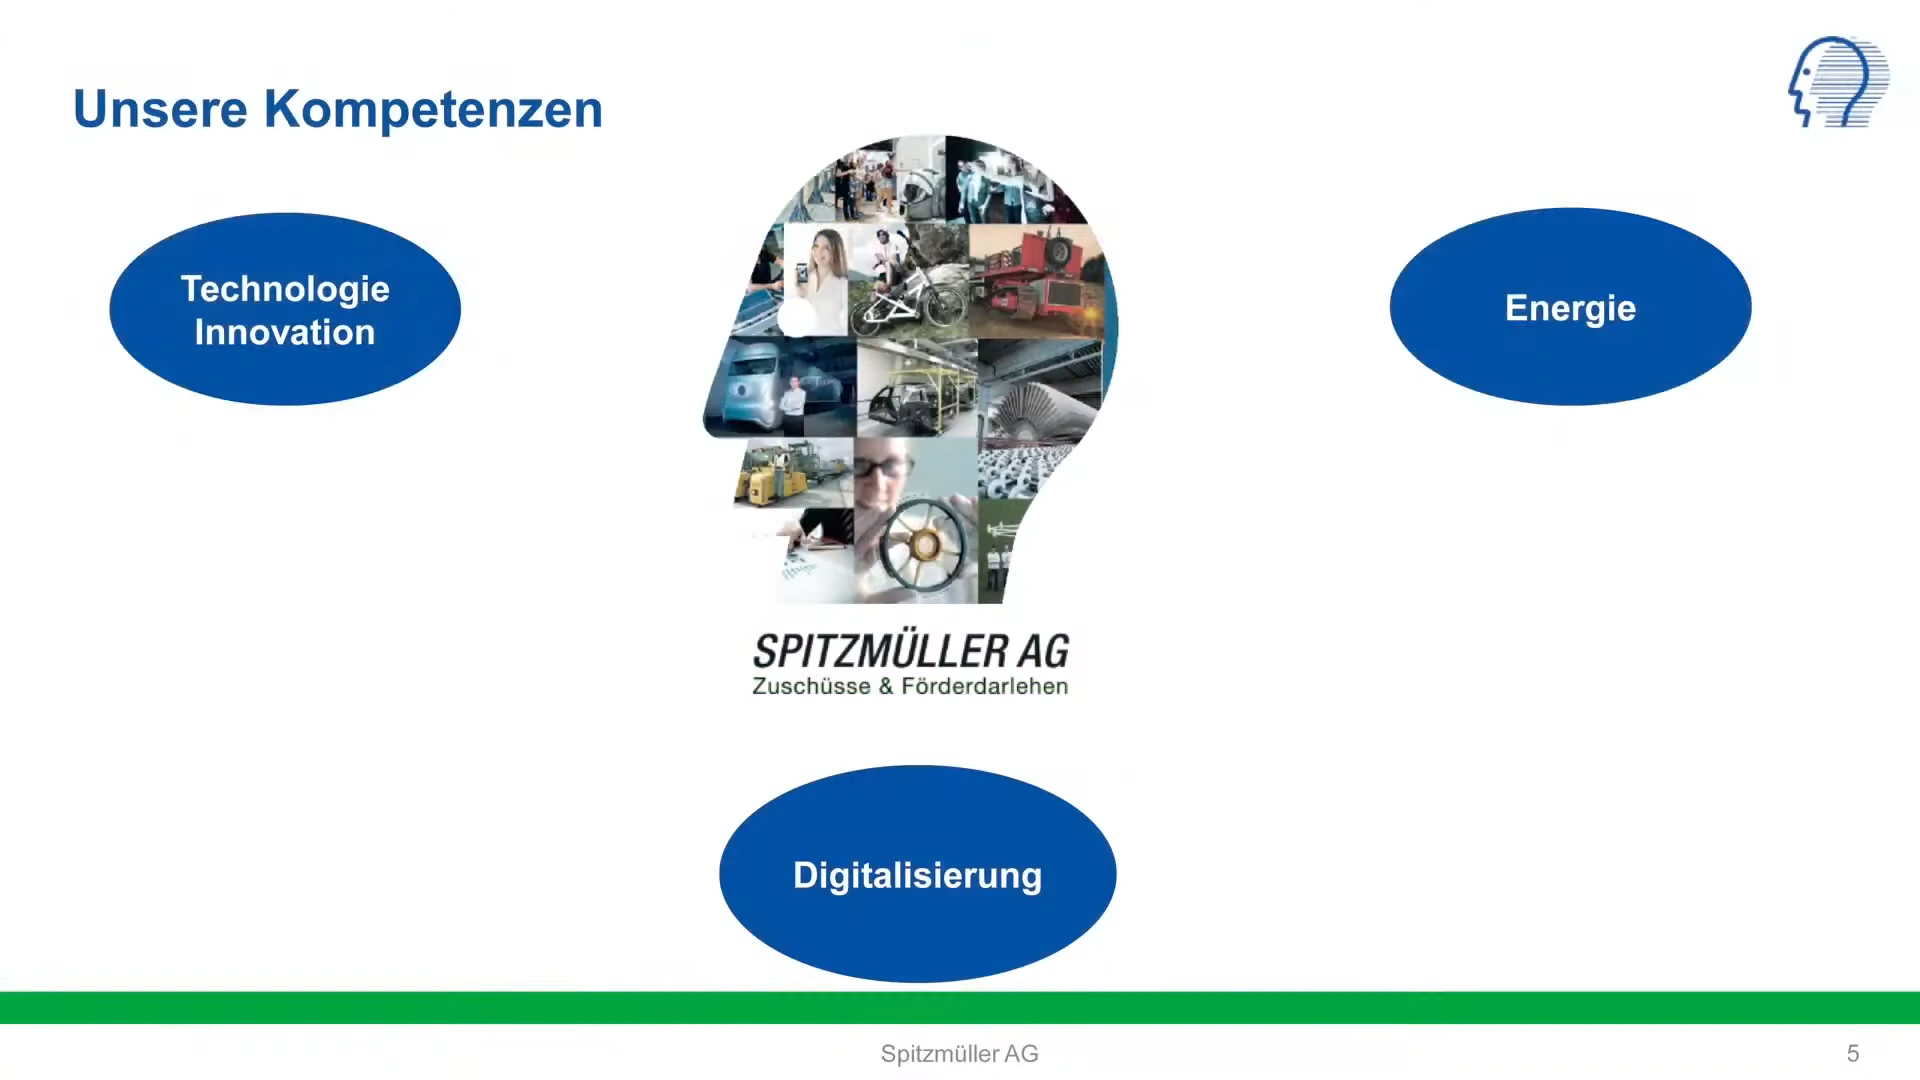 Unsere Kompetenzen
Technologie
Innovation
Energie
SPITZMÜLLER AG
Zuschüsse & Förderdarlehen
Digitalisierung
Spitzmüller AG
5